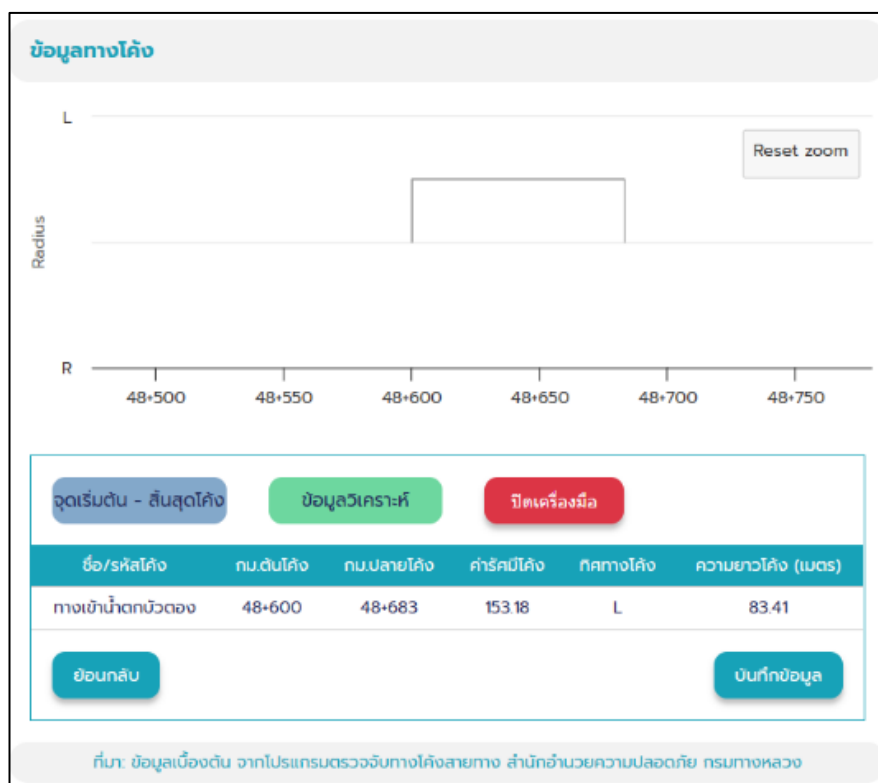 ข้อมูลทางโค้ง
L
Reset zoom
Radius
R
48+500 48+550 48+600 48+650 48+700 48+750
จุดเริ่มต้น - สิ้นสุดโค้ง ข้อมูลวิเคราะห์ ปิดเครื่องมือ
ชื่อ/รหัสโค้ง กม.ต้นโค้ง กม.ปลายโค้ง ค่ารัศมีโค้ง ทิศทางโค้ง ความยาวโค้ง (เมตร)
ทางเข้าน้ำตกบัวตอง 48+600 48+683 153.18 L 83.41
ย้อนกลับ บันทึกข้อมูล
ที่มา: ข้อมูลเบื้องต้น จากโปรแกรมตรวจจับทางโค้งสายทาง สำนักอำนวยความปลอดภัย กรมทางหลวง